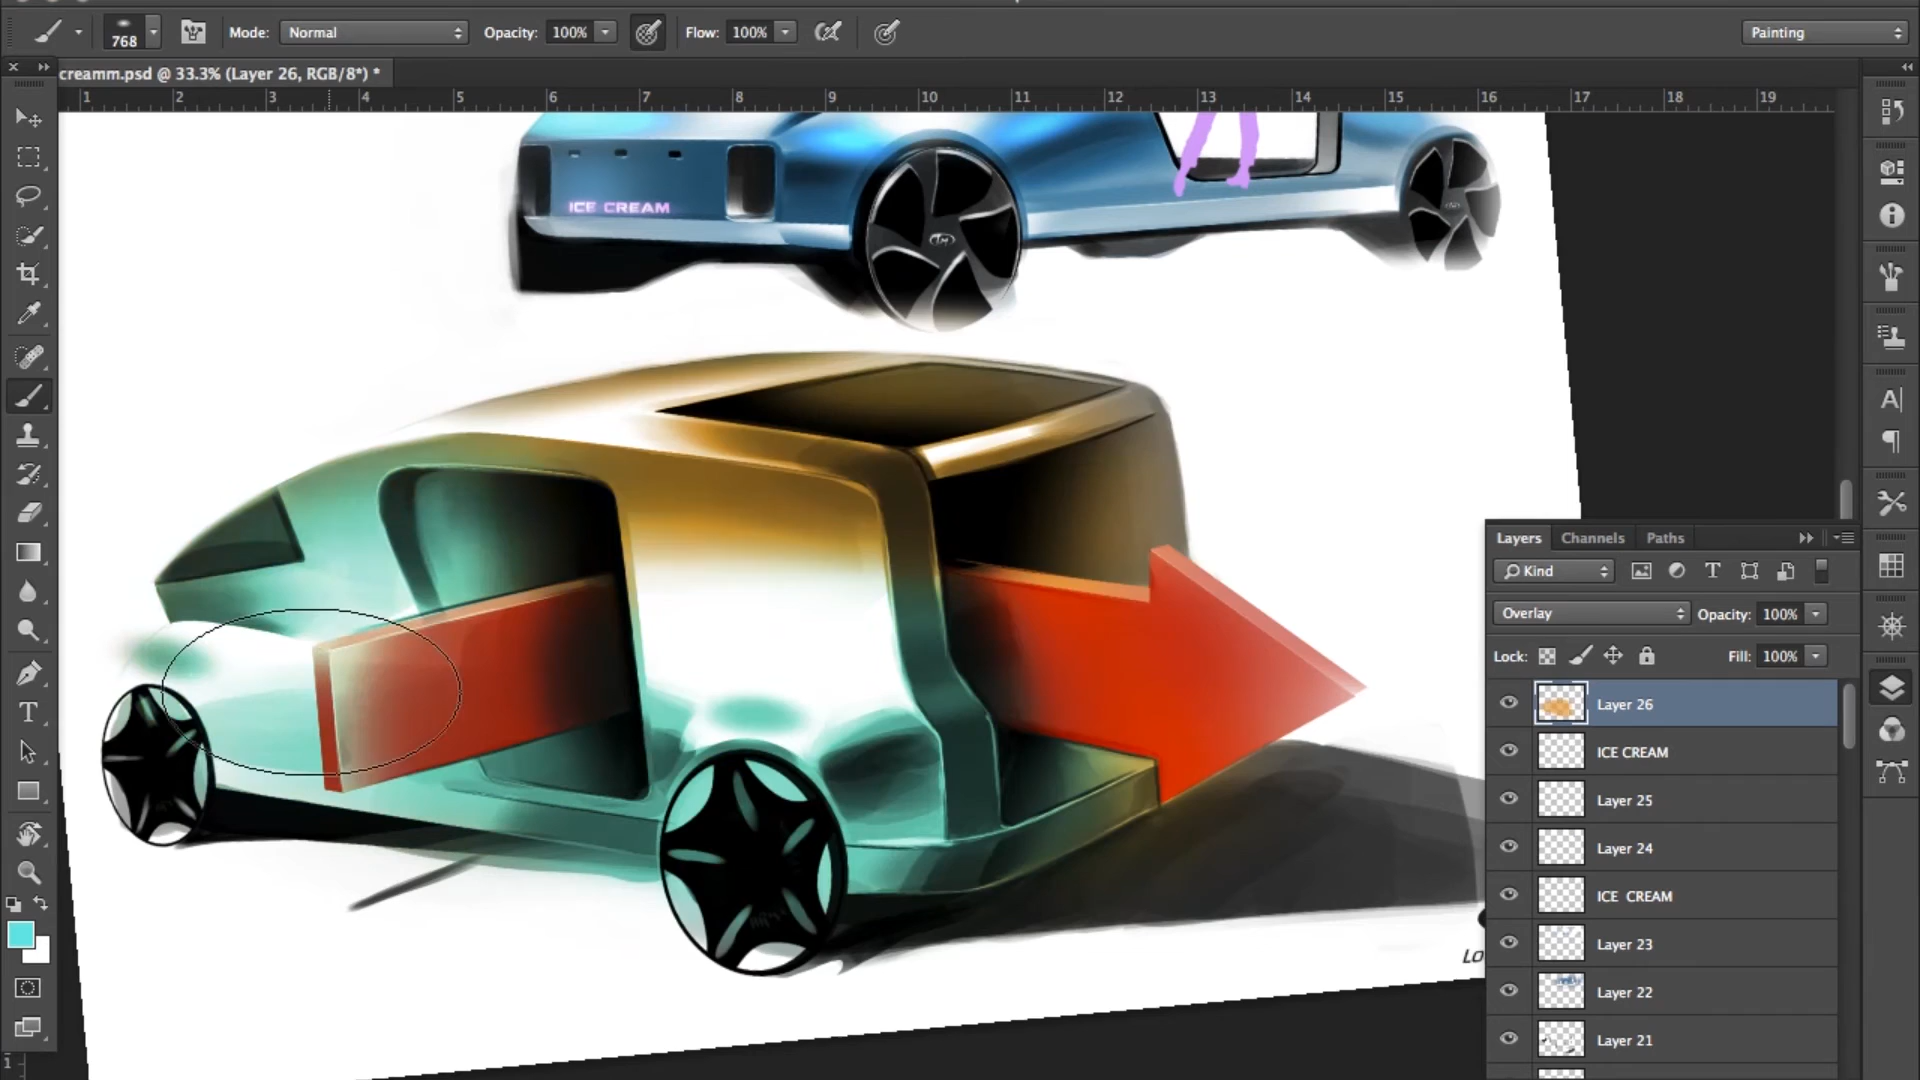 768
Mode: Normal
Opacity: 100%
Flow: 100%
Painting
creamm.psd @ 33.3% (Layer 26, RGB/8*) *
1 2 3 4 5 6 7 8 9 10 11 12 13 14 15 16 17 18 19
ICE CREAM
Layers Channels Paths
Kind
Overlay
Opacity: 100%
Lock:
Fill: 100%
Layer 26
ICE CREAM
Layer 25
Layer 24
ICE CREAM
Layer 23
Layer 22
Layer 21
Lo
1